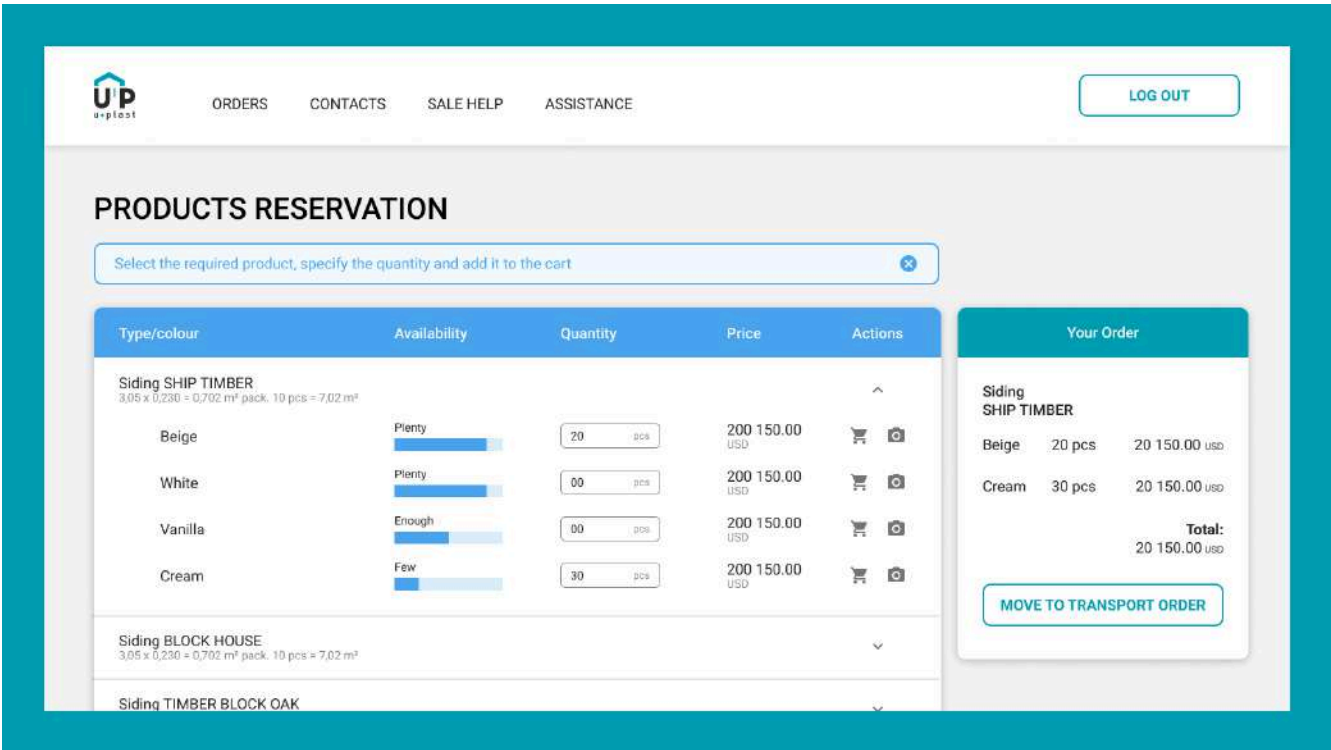 U'P
u•plast
ORDERS CONTACTS SALE HELP ASSISTANCE
LOG OUT
PRODUCTS RESERVATION
Select the required product, specify the quantity and add it to the cart
Type/colour Availability Quantity Price Actions
Siding SHIP TIMBER
3,05 x 0,230 = 0,702 m² pack. 10 pcs = 7,02 m²
Beige Plenty 20 pcs 200 150.00 USD
White Plenty 00 pcs 200 150.00 USD
Vanilla Enough 00 pcs 200 150.00 USD
Cream Few 30 pcs 200 150.00 USD
Siding BLOCK HOUSE
3,05 x 0,230 = 0,702 m² pack. 10 pcs = 7,02 m²
Siding TIMBER BLOCK OAK
Your Order
Siding
SHIP TIMBER
Beige 20 pcs 20 150.00 USD
Cream 30 pcs 20 150.00 USD
Total:
20 150.00 USD
MOVE TO TRANSPORT ORDER